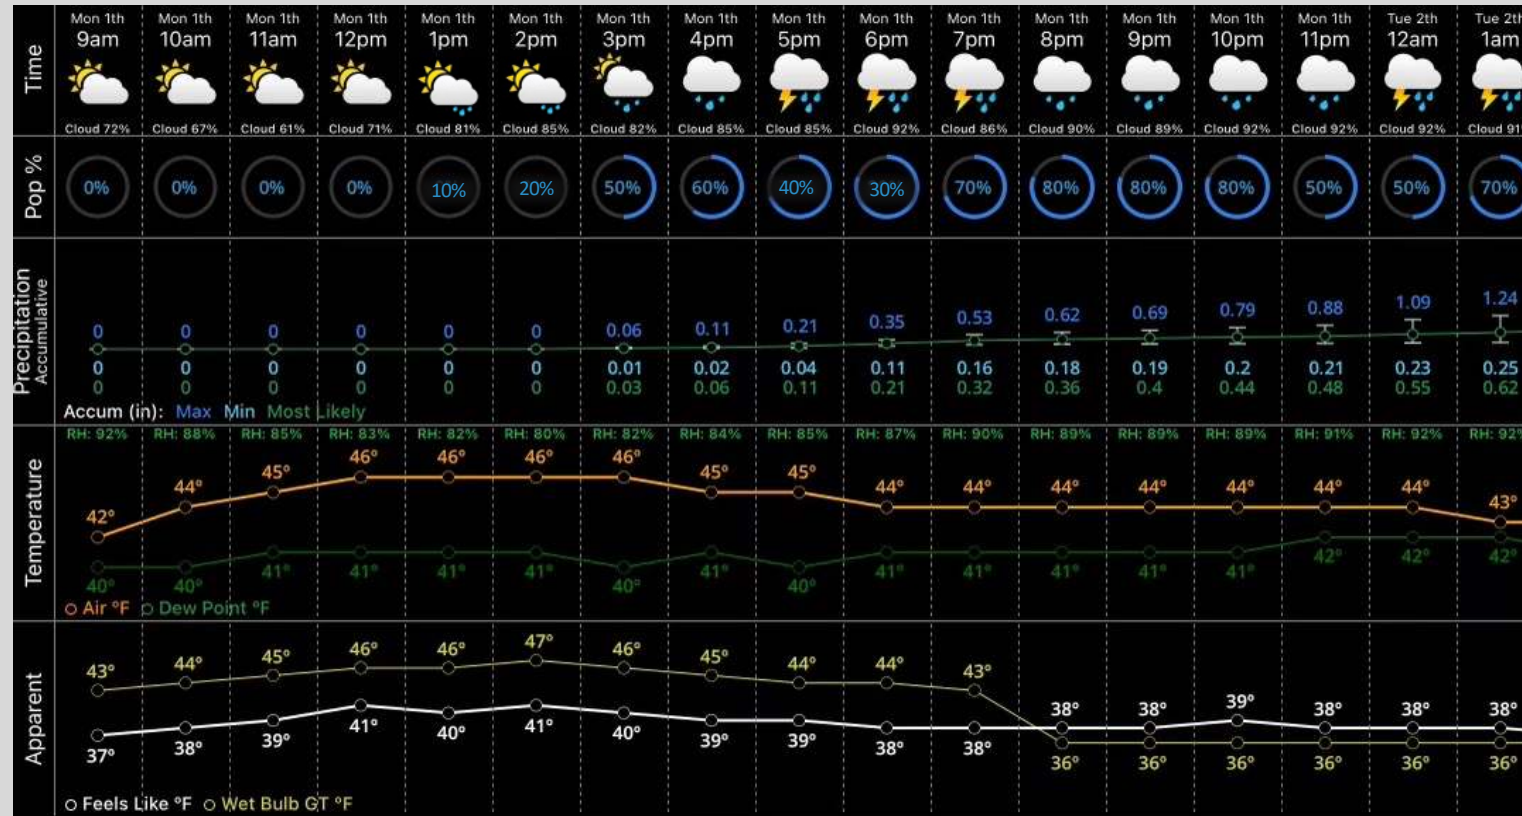 Time
Mon 1th Mon 1th Mon 1th Mon 1th Mon 1th Mon 1th Mon 1th Mon 1th Mon 1th Mon 1th Mon 1th Mon 1th Mon 1th Mon 1th Mon 1th Tue 2th Tue 2th
9am 10am 11am 12pm 1pm 2pm 3pm 4pm 5pm 6pm 7pm 8pm 9pm 10pm 11pm 12am 1am
Cloud 72% Cloud 67% Cloud 61% Cloud 71% Cloud 81% Cloud 85% Cloud 82% Cloud 85% Cloud 85% Cloud 92% Cloud 86% Cloud 90% Cloud 89% Cloud 92% Cloud 92% Cloud 92% Cloud 91%
Pop %
0% 0% 0% 0% 10% 20% 50% 60% 40% 30% 70% 80% 80% 80% 50% 50% 70%
Precipitation
Accumulative
0 0 0 0 0 0 0.06 0.11 0.21 0.35 0.53 0.62 0.69 0.79 0.88 1.09 1.24
0 0 0 0 0 0 0.01 0.02 0.04 0.11 0.16 0.18 0.19 0.2 0.21 0.23 0.25
0 0 0 0 0 0 0.03 0.06 0.11 0.21 0.32 0.36 0.4 0.44 0.48 0.55 0.62
Accum (in): Max Min Most Likely
Temperature
RH: 92% RH: 88% RH: 85% RH: 83% RH: 82% RH: 80% RH: 82% RH: 84% RH: 85% RH: 87% RH: 90% RH: 89% RH: 89% RH: 89% RH: 91% RH: 92% RH: 92%
42° 44° 45° 46° 46° 46° 46° 45° 45° 44° 44° 44° 44° 44° 44° 44° 43°
40° 40° 41° 41° 41° 41° 40° 41° 40° 41° 41° 41° 41° 41° 42° 42° 42°
Air °F Dew Point °F
Apparent
43° 44° 45° 46° 46° 47° 46° 45° 44° 44° 43° 38° 38° 39° 38° 38° 38°
37° 38° 39° 41° 40° 41° 40° 39° 39° 38° 38° 36° 36° 36° 36° 36° 36°
Feels Like °F Wet Bulb GT °F